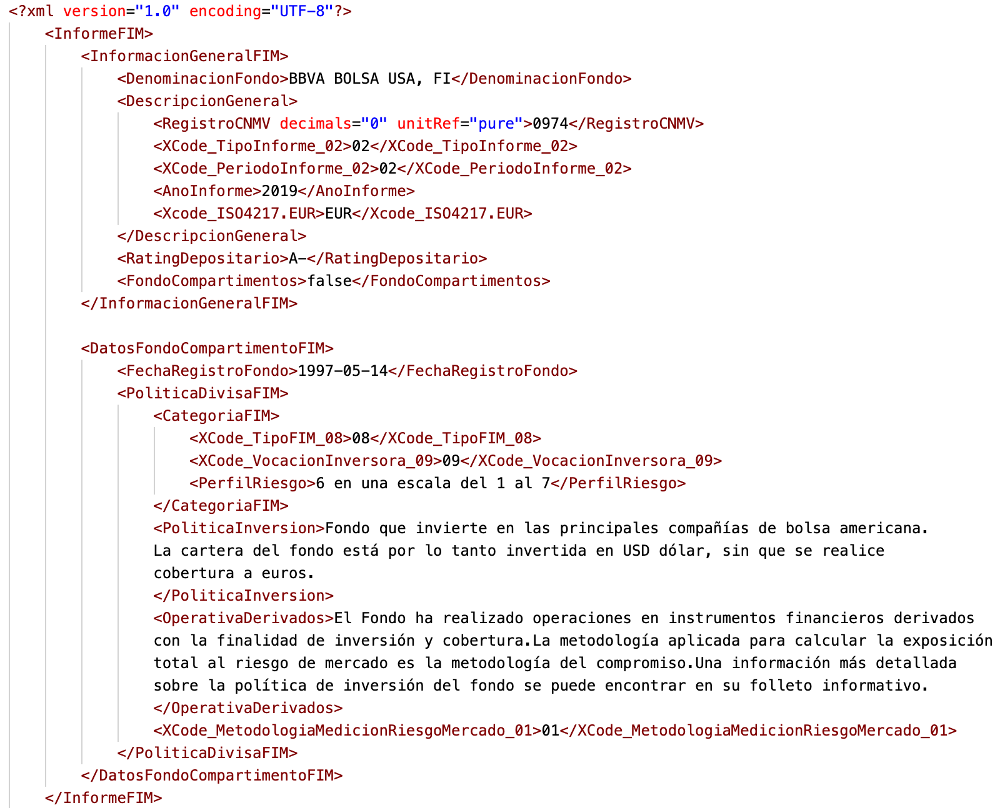 <?xml version="1.0" encoding="UTF-8"?>
<InformeFIM>
<InformacionGeneralFIM>
<DenominacionFondo>BBVA BOLSA USA, FI</DenominacionFondo>
<DescripcionGeneral>
<RegistroCNMV decimals="0" unitRef="pure">0974</RegistroCNMV>
<XCode_TipoInforme_02>02</XCode_TipoInforme_02>
<XCode_PeriodoInforme_02>02</XCode_PeriodoInforme_02>
<AnoInforme>2019</AnoInforme>
<Xcode_ISO4217.EUR>EUR</Xcode_ISO4217.EUR>
</DescripcionGeneral>
<RatingDepositario>A-</RatingDepositario>
<FondoCompartimentos>false</FondoCompartimentos>
</InformacionGeneralFIM>
<DatosFondoCompartimentoFIM>
<FechaRegistroFondo>1997-05-14</FechaRegistroFondo>
<PoliticaDivisaFIM>
<CategoriaFIM>
<XCode_TipoFIM_08>08</XCode_TipoFIM_08>
<XCode_VocacionInversora_09>09</XCode_VocacionInversora_09>
<PerfilRiesgo>6 en una escala del 1 al 7</PerfilRiesgo>
</CategoriaFIM>
<PoliticaInversion>Fondo que invierte en las principales compañías de bolsa americana.
La cartera del fondo está por lo tanto invertida en USD dólar, sin que se realice
cobertura a euros.
</PoliticaInversion>
<OperativaDerivados>El Fondo ha realizado operaciones en instrumentos financieros derivados
con la finalidad de inversión y cobertura.La metodología aplicada para calcular la exposición
total al riesgo de mercado es la metodología del compromiso.Una información más detallada
sobre la política de inversión del fondo se puede encontrar en su folleto informativo.
</OperativaDerivados>
<XCode_MetodologiaMedicionRiesgoMercado_01>01</XCode_MetodologiaMedicionRiesgoMercado_01>
</PoliticaDivisaFIM>
</DatosFondoCompartimentoFIM>
</InformeFIM>